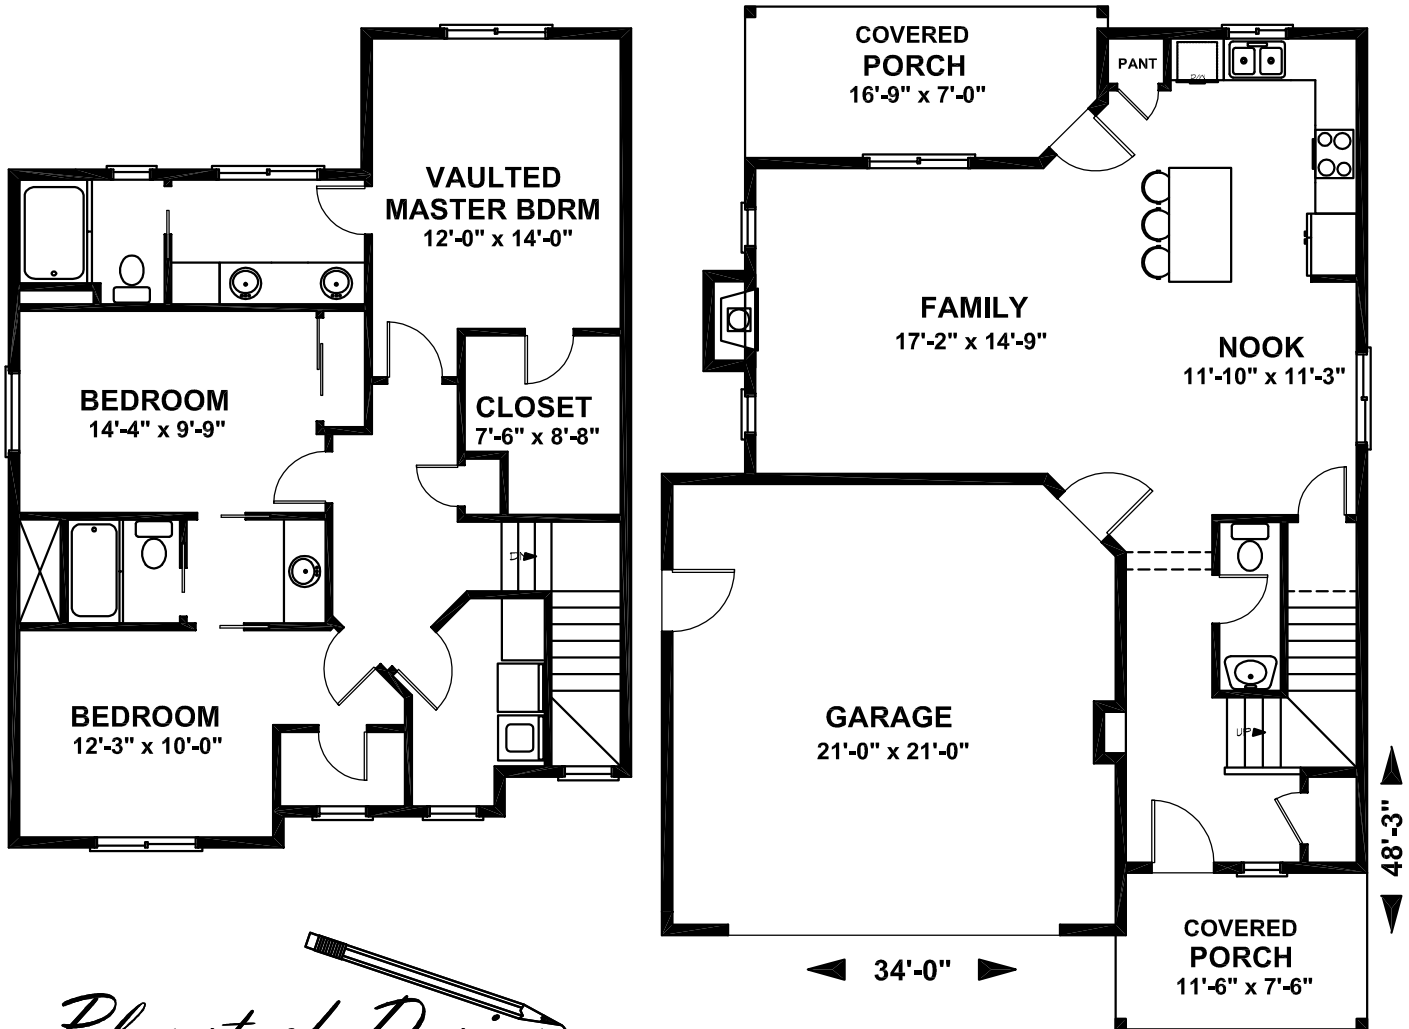 VAULTED
MASTER BDRM
12'-0" x 14'-0"
BEDROOM
14'-4" x 9'-9"
CLOSET
7'-6" x 8'-8"
DN
BEDROOM
12'-3" x 10'-0"
COVERED
PORCH
16'-9" x 7'-0"
PANT
D/W
FAMILY
17'-2" x 14'-9"
NOOK
11'-10" x 11'-3"
GARAGE
21'-0" x 21'-0"
UP
48'-3"
COVERED
PORCH
11'-6" x 7'-6"
34'-0"